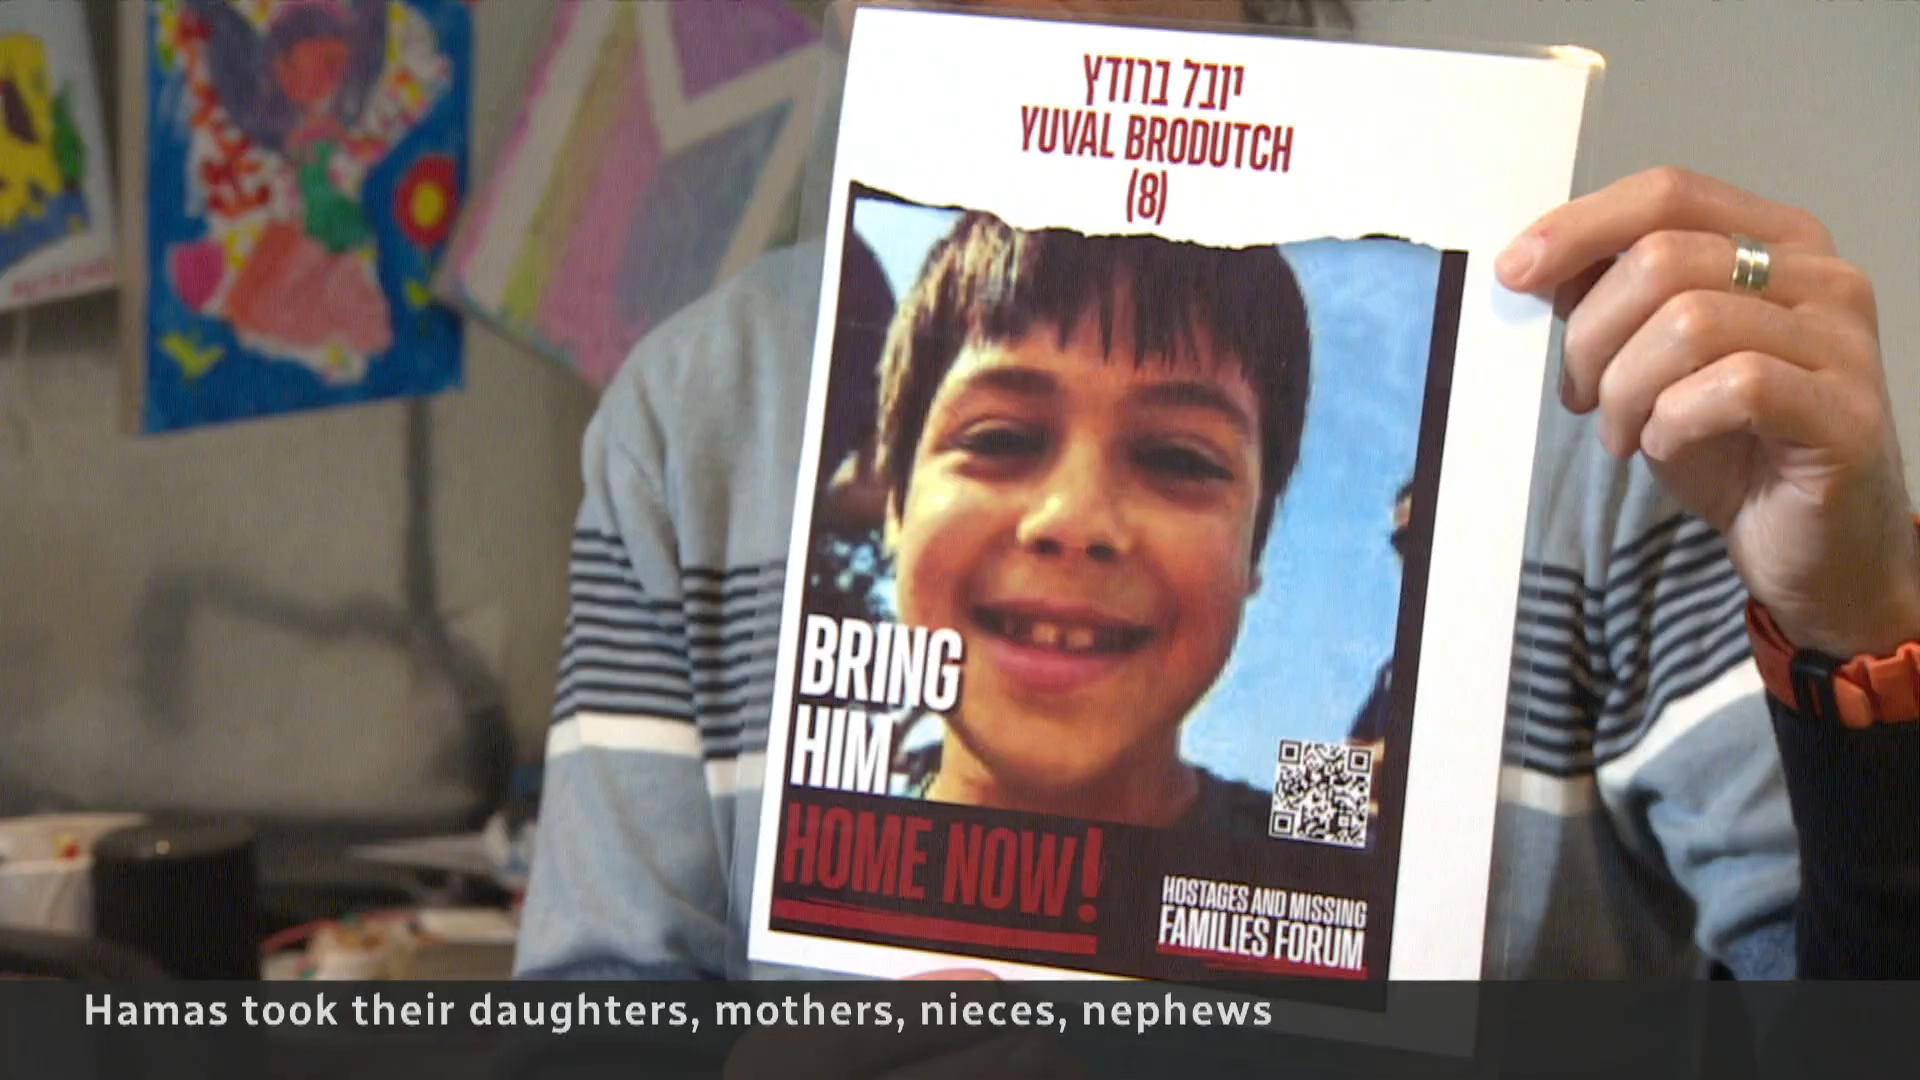 יובל ברודץ
YUVAL BRODUTCH
(8)
BRING
HIM
HOME NOW!
HOSTAGES AND MISSING
FAMILIES FORUM
Hamas took their daughters, mothers, nieces, nephews